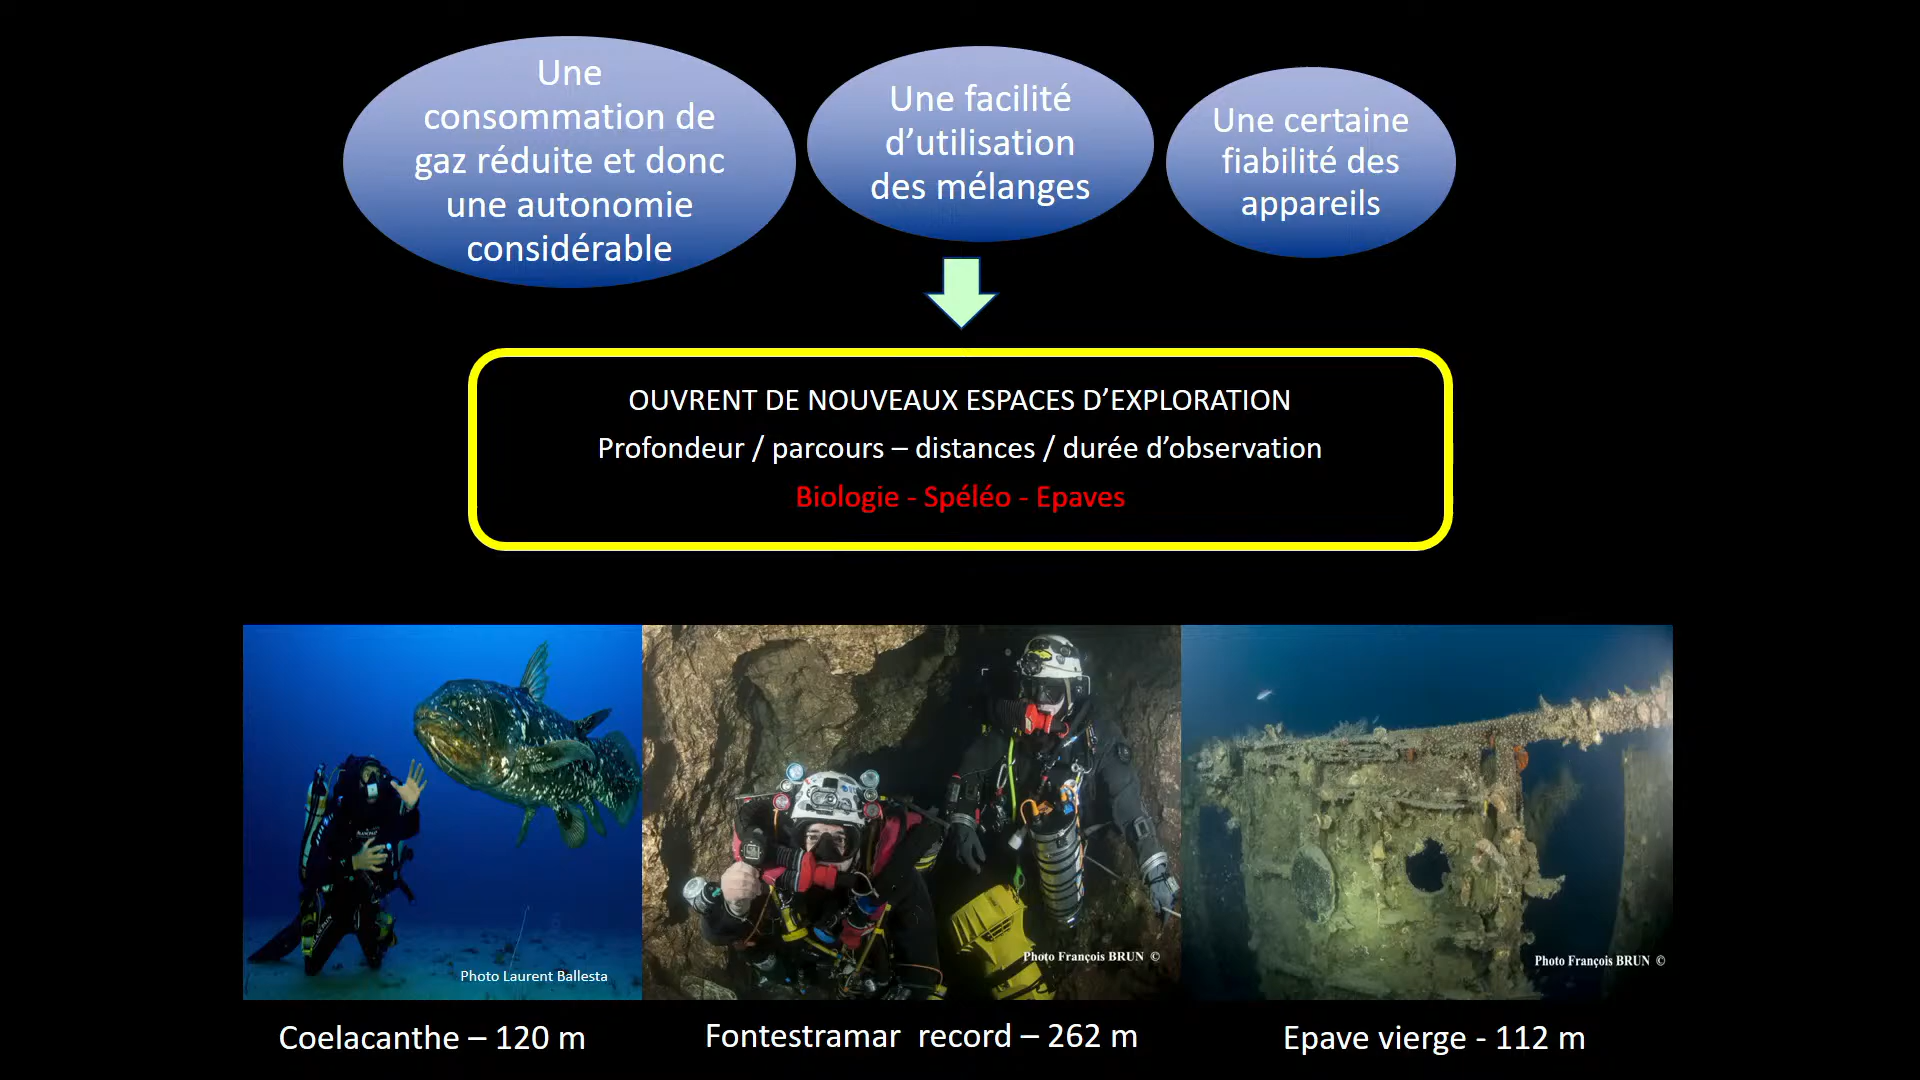 Une
consommation de
gaz réduite et donc
une autonomie
considérable
Une facilité
d’utilisation
des mélanges
Une certaine
fiabilité des
appareils
OUVRENT DE NOUVEAUX ESPACES D’EXPLORATION
Profondeur / parcours – distances / durée d’observation
Biologie - Spéléo - Epaves
Photo Laurent Ballesta
Photo François BRUN ©
Photo François BRUN ©
Coelacanthe – 120 m
Fontestramar record – 262 m
Epave vierge - 112 m